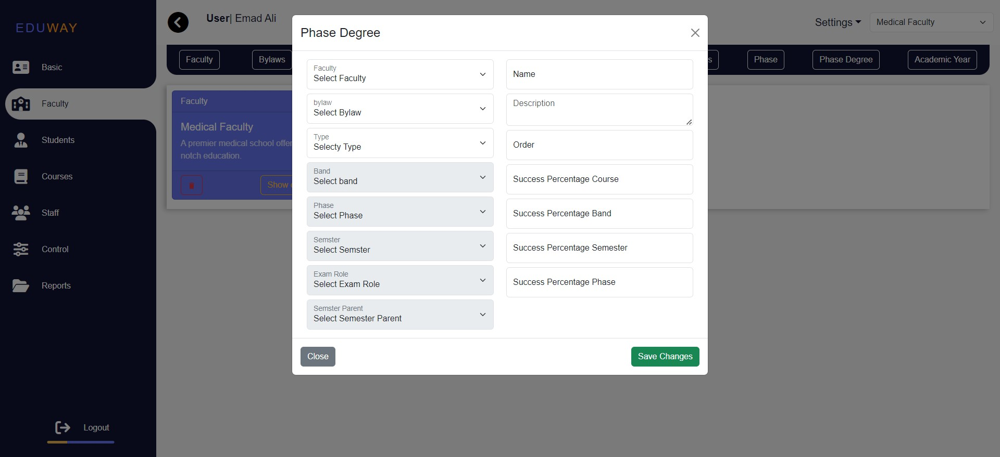 EDUWAY
Basic
Faculty
Students
Courses
Staff
Control
Reports
Logout
User| Emad Ali
Settings
Medical Faculty
Faculty
Bylaws
s
Phase
Phase Degree
Academic Year
Faculty
Medical Faculty
A premier medical school offer
notch education.
Show
Phase Degree
Faculty
Select Faculty
bylaw
Select Bylaw
Type
Selecty Type
Band
Select band
Phase
Select Phase
Semster
Select Semster
Exam Role
Select Exam Role
Semster Parent
Select Semester Parent
Name
Description
Order
Success Percentage Course
Success Percentage Band
Success Percentage Semester
Success Percentage Phase
Close
Save Changes